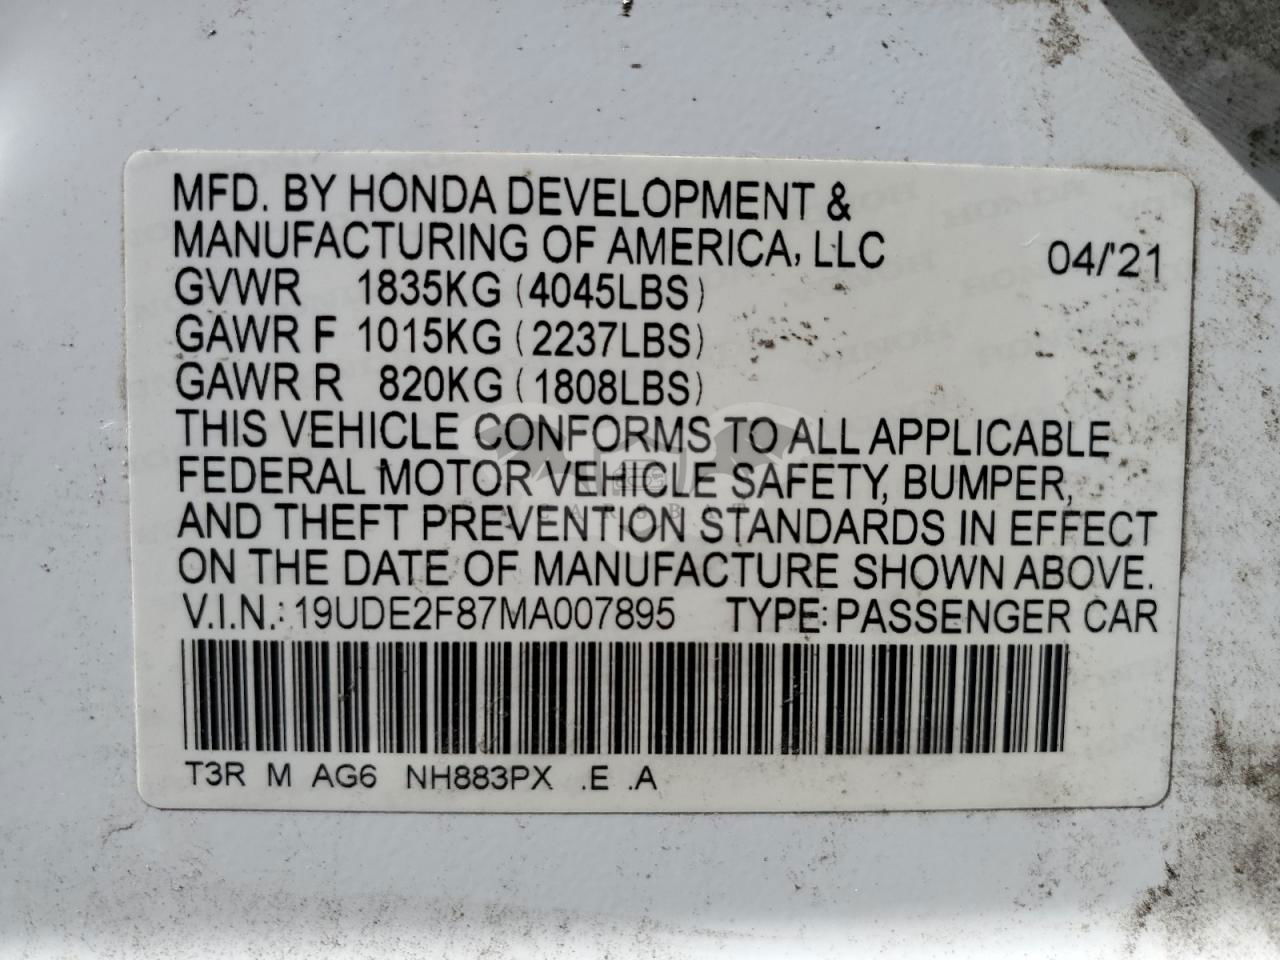 MFD. BY HONDA DEVELOPMENT &
MANUFACTURING OF AMERICA, LLC 04/'21
GVWR 1835KG (4045LBS)
GAWR F 1015KG (2237LBS)
GAWR R 820KG (1808LBS)
THIS VEHICLE CONFORMS TO ALL APPLICABLE
FEDERAL MOTOR VEHICLE SAFETY, BUMPER,
AND THEFT PREVENTION STANDARDS IN EFFECT
ON THE DATE OF MANUFACTURE SHOWN ABOVE.
V.I.N.: 19UDE2F87MA007895 TYPE: PASSENGER CAR
T3R M AG6 NH883PX .E .A